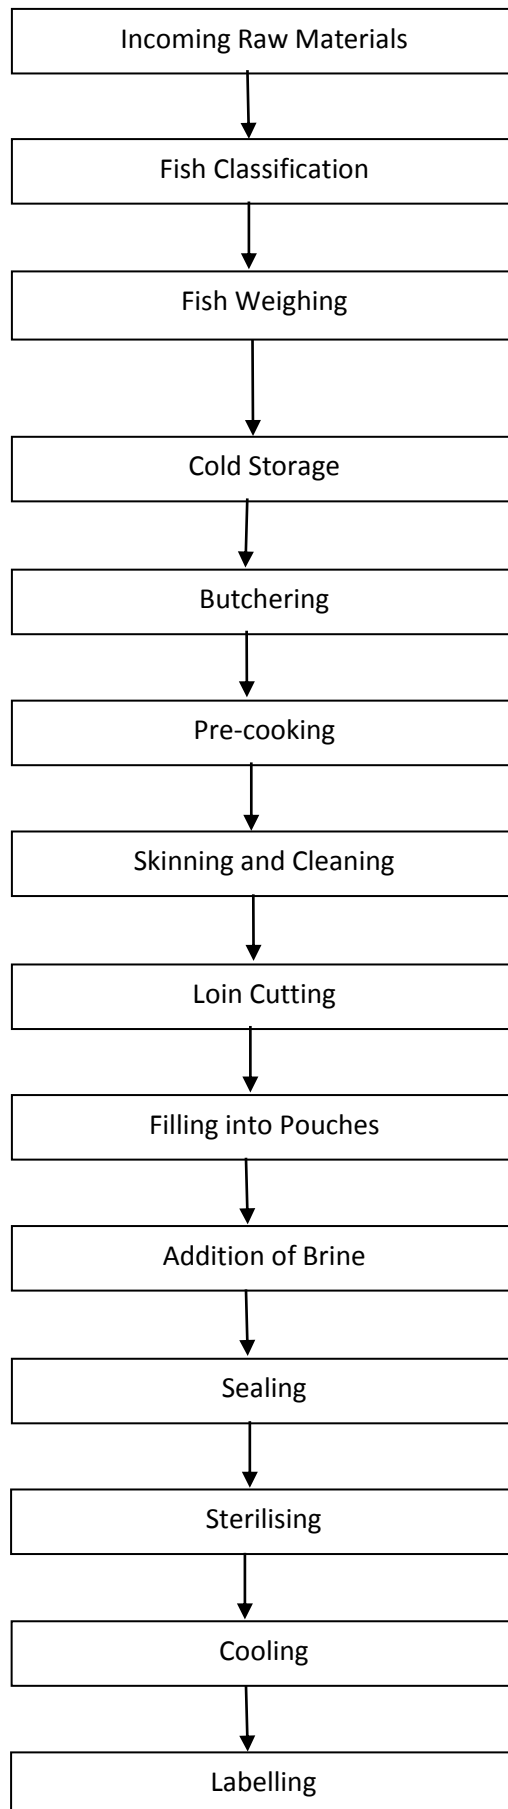 Incoming Raw Materials
Fish Classification
Fish Weighing
Cold Storage
Butchering
Pre-cooking
Skinning and Cleaning
Loin Cutting
Filling into Pouches
Addition of Brine
Sealing
Sterilising
Cooling
Labelling